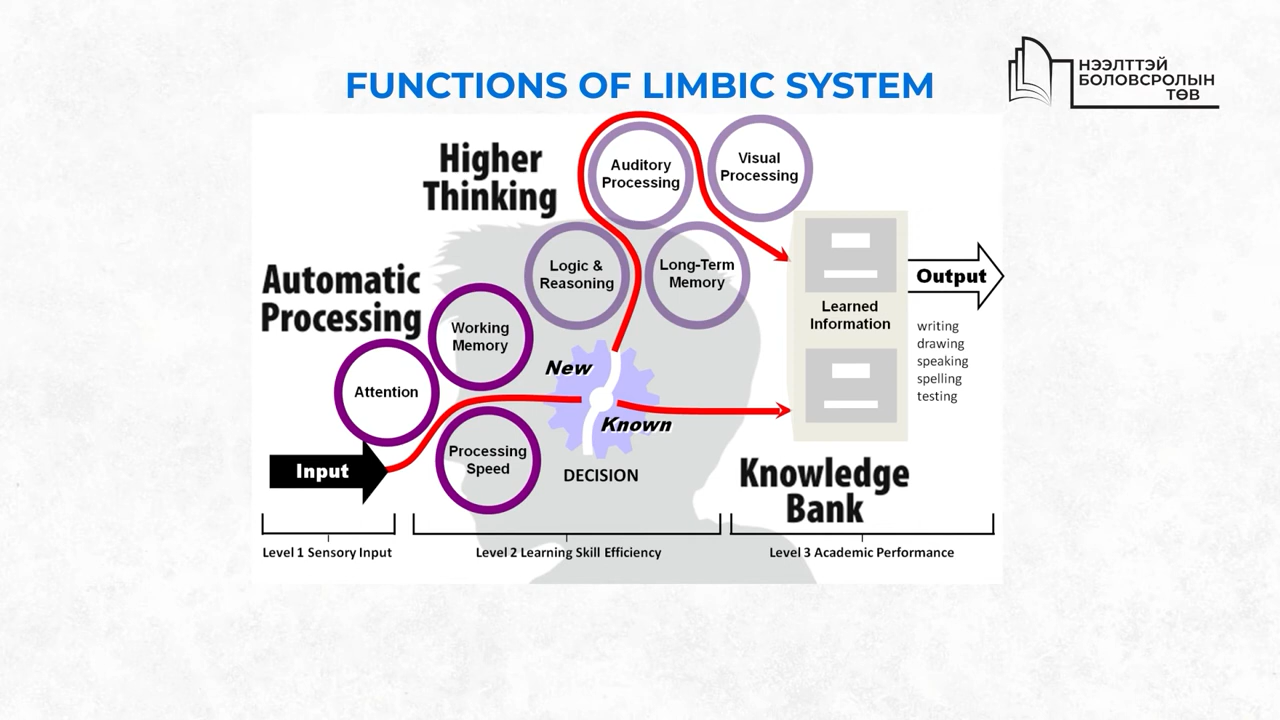 FUNCTIONS OF LIMBIC SYSTEM
НЭЭЛТТЭЙ
БОЛОВСРОЛЫН
ТӨВ
Higher
Thinking
Auditory
Processing
Visual
Processing
Automatic
Processing
Logic &
Reasoning
Long-Term
Memory
Working
Memory
Attention
Processing
Speed
Input
New
Known
DECISION
Learned
Information
Output
writing
drawing
speaking
spelling
testing
Knowledge
Bank
Level 1 Sensory Input
Level 2 Learning Skill Efficiency
Level 3 Academic Performance